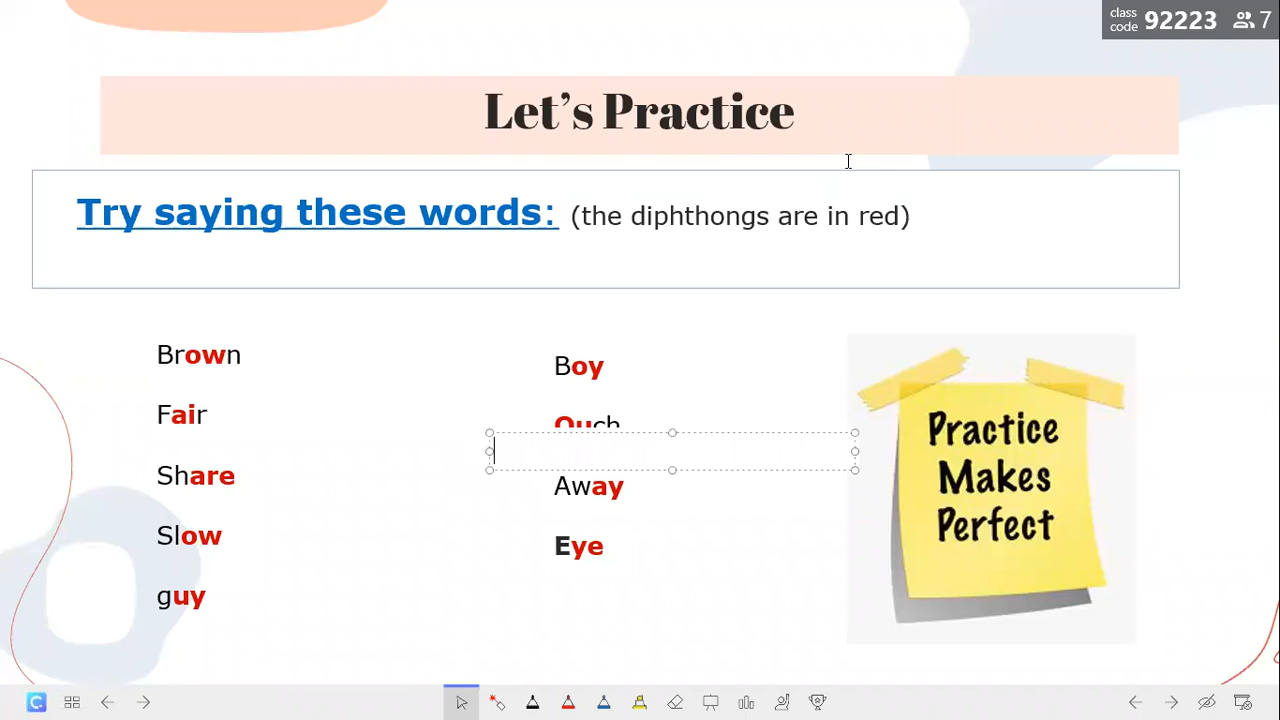 class
code 92223 7
Let's Practice
Try saying these words: (the diphthongs are in red)
Brown
Fair
Share
Slow
guy
Boy
Ouch
Away
Eye
Practice
Makes
Perfect